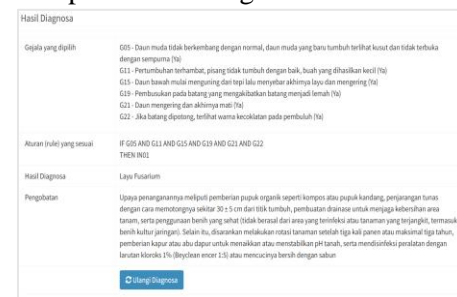 Hasil Diagnosa
Gejala yang dipilih
G05 - Daun muda tidak berkembang dengan normal, daun muda yang baru tumbuh terlihat kusut dan tidak terbuka
dengan sempurna (Ya)
G11 - Pertumbuhan terhambat, pisang tidak tumbuh dengan baik, buah yang dihasilkan kecil (Ya)
G15 - Daun bawah mulai menguning dari tepi lalu menyebar akhirnya layu dan mengering (Ya)
G19 - Pembusukan pada batang yang mengakibatkan batang menjadi lemah (Ya)
G21 - Daun mengering dan akhirnya mati (Ya)
G22 - Jika batang dipotong, terlihat warna kecoklatan pada pembuluh (Ya)
Aturan (rule) yang sesuai
IF G05 AND G11 AND G15 AND G19 AND G21 AND G22
THEN IN01
Hasil Diagnosa
Layu Fusarium
Pengobatan
Upaya penanganannya meliputi pemberian pupuk organik seperti kompos atau pupuk kandang, penjarangan tunas
dengan cara memotongnya sekitar 30 ± 5 cm dari titik tumbuh, pembuatan drainase untuk menjaga kebersihan area
tanam, serta penggunaan benih yang sehat (tidak berasal dari area yang terinfeksi atau tanaman yang terjangkit, termasuk
benih kultur jaringan). Selain itu, disarankan melakukan rotasi tanaman setelah tiga kali panen atau maksimal tiga tahun,
pemberian kapur atau abu dapur untuk menaikkan atau menstabilkan pH tanah, serta mendisinfeksi peralatan dengan
larutan kloroks 1% (Beyclean encer 1:5) atau mencucinya bersih dengan sabun
Ulangi Diagnosa